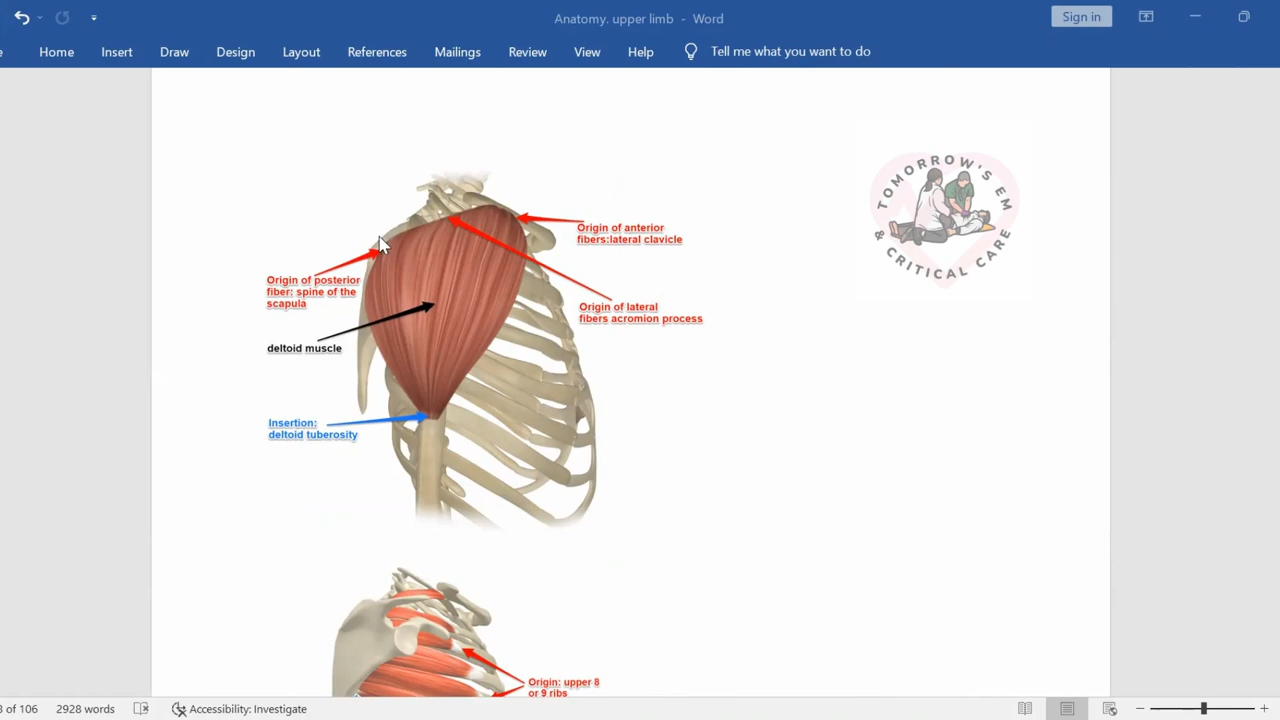 Anatomy. upper limb - Word
Sign in
Home Insert Draw Design Layout References Mailings Review View Help Tell me what you want to do
TOMORROW'S EM
& CRITICAL CARE
Origin of anterior
fibers:lateral clavicle
Origin of posterior
fiber: spine of the
scapula
Origin of lateral
fibers acromion process
deltoid muscle
Insertion:
deltoid tuberosity
Origin: upper 8
or 9 ribs
of 106 2928 words Accessibility: Investigate